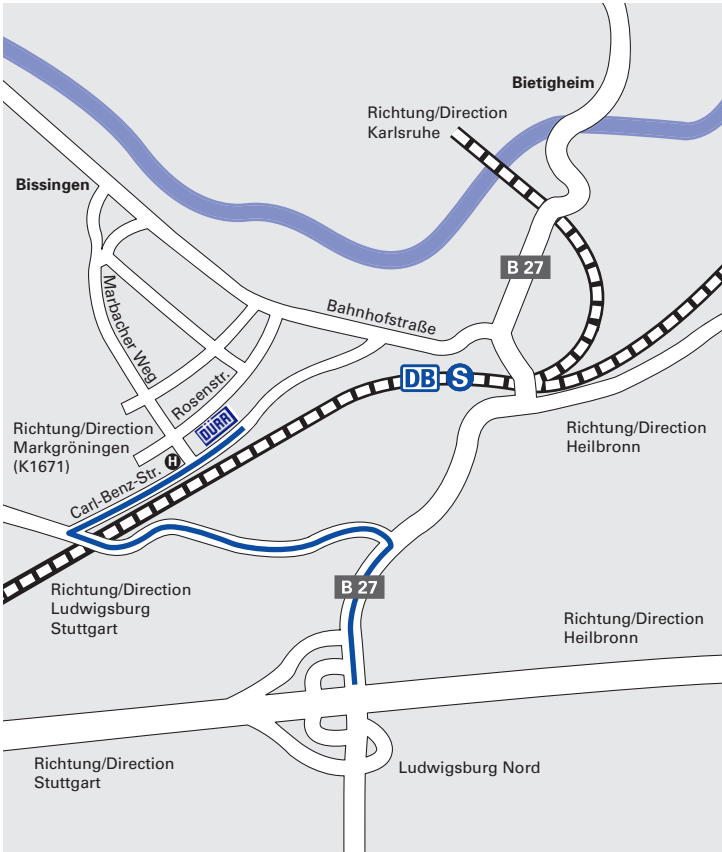 Bietigheim
Richtung/Direction
Karlsruhe
Bissingen
B 27
Bahnhofstraße
Marbacher Weg
DB S
Rosenstr.
DÜRR
Richtung/Direction
Markgröningen
(K1671)
Richtung/Direction
Heilbronn
H
Carl-Benz-Str.
B 27
Richtung/Direction
Ludwigsburg
Stuttgart
Richtung/Direction
Heilbronn
Richtung/Direction
Stuttgart
Ludwigsburg Nord